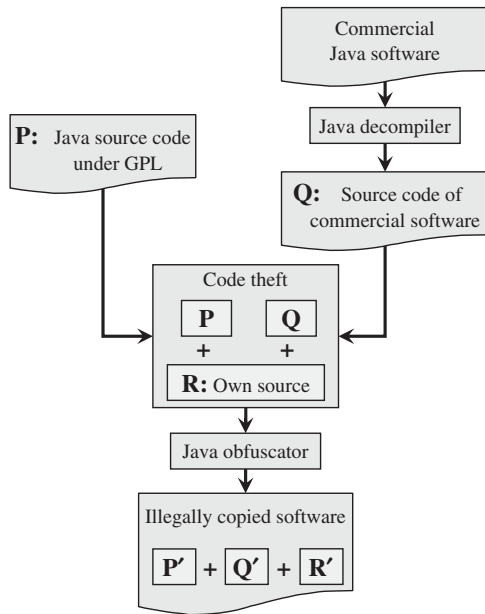 Commercial
Java software
Java decompiler
P: Java source code
under GPL
Q: Source code of
commercial software
Code theft
P Q
+ +
R: Own source
Java obfuscator
Illegally copied software
P′ + Q′ + R′